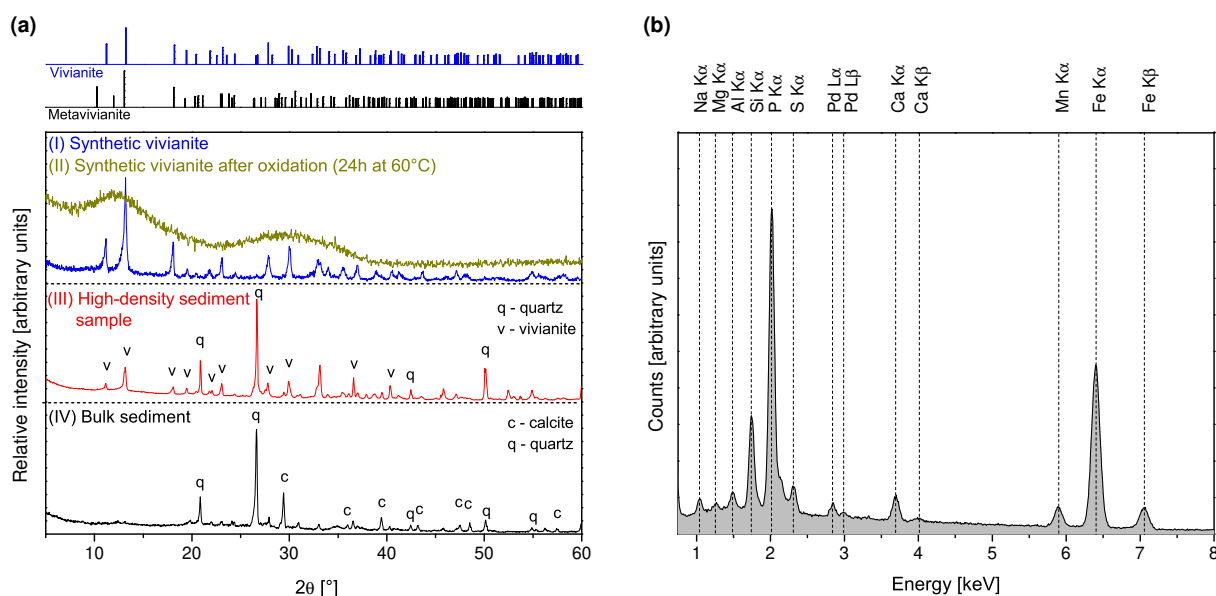 (a)
Vivianite
Metavivianite
(I) Synthetic vivianite
(II) Synthetic vivianite after oxidation (24h at 60°C)
(III) High-density sediment
sample
q - quartz
v - vivianite
v
v
v
v
q
v
v
q
v
v
v
v
q
q
(IV) Bulk sediment
c - calcite
q - quartz
q
q
c
c
c
q
c
c
c
q
q
c
10
20
30
40
50
60
2θ [°]
Relative intensity [arbitrary units]
(b)
Na Kα
Mg Kα
Al Kα
Si Kα
P Kα
S Kα
Pd Lα
Pd Lβ
Ca Kα
Ca Kβ
Mn Kα
Fe Kα
Fe Kβ
Counts [arbitrary units]
1
2
3
4
5
6
7
8
Energy [keV]